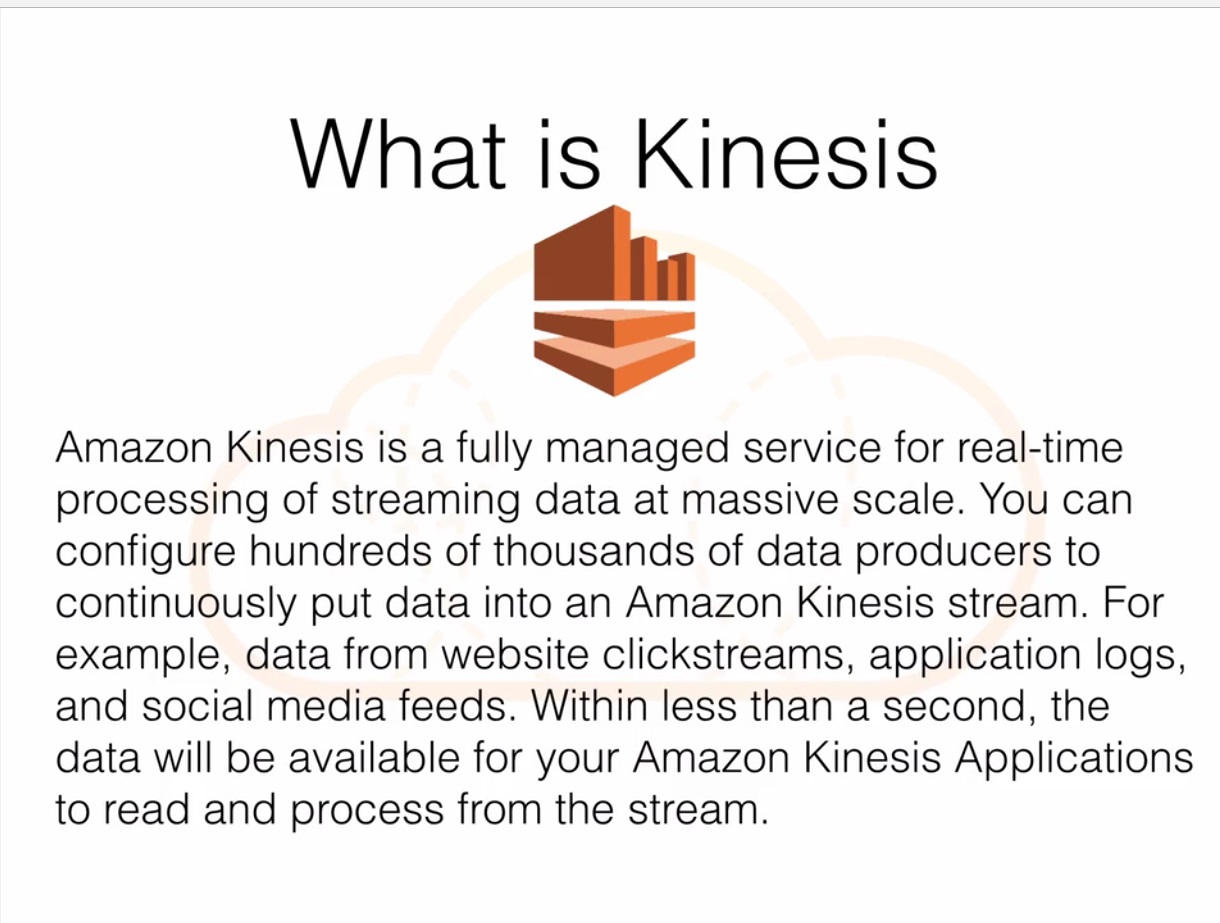 What is Kinesis
Amazon Kinesis is a fully managed service for real-time
processing of streaming data at massive scale. You can
configure hundreds of thousands of data producers to
continuously put data into an Amazon Kinesis stream. For
example, data from website clickstreams, application logs,
and social media feeds. Within less than a second, the
data will be available for your Amazon Kinesis Applications
to read and process from the stream.